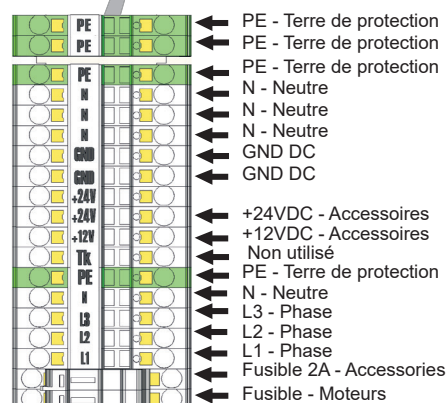 PE PE - Terre de protection
PE PE - Terre de protection
PE PE - Terre de protection
N N - Neutre
N N - Neutre
N N - Neutre
GND GND DC
GND GND DC
+24V
+24V +24VDC - Accessoires
+12V +12VDC - Accessoires
Tk Non utilisé
PE PE - Terre de protection
N N - Neutre
L3 L3 - Phase
L2 L2 - Phase
L1 L1 - Phase
Fusible 2A - Accessories
Fusible - Moteurs